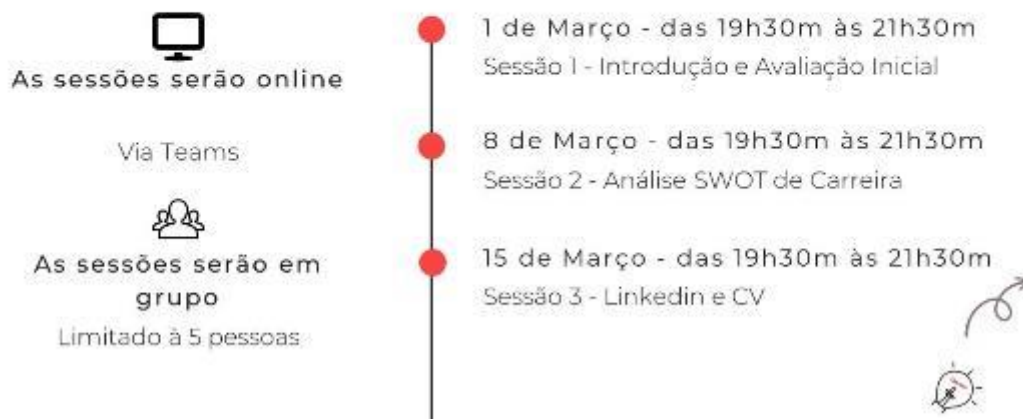 As sessões serão online
Via Teams
As sessões serão em
grupo
Limitado à 5 pessoas
1 de Março - das 19h30m às 21h30m
Sessão 1 - Introdução e Avaliação Inicial
8 de Março - das 19h30m às 21h30m
Sessão 2 - Análise SWOT de Carreira
15 de Março - das 19h30m às 21h30m
Sessão 3 - Linkedin e CV